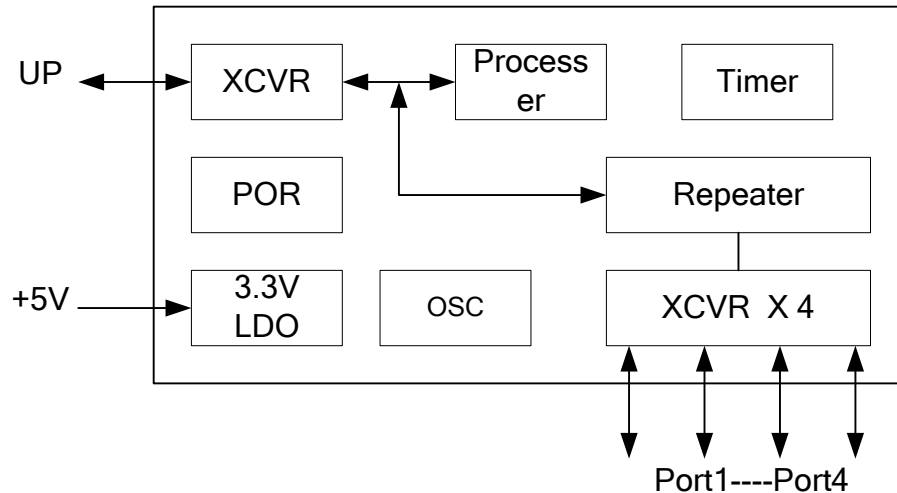 UP
XCVR
Process
er
Timer
POR
Repeater
+5V
3.3V
LDO
OSC
XCVR X 4
Port1----Port4